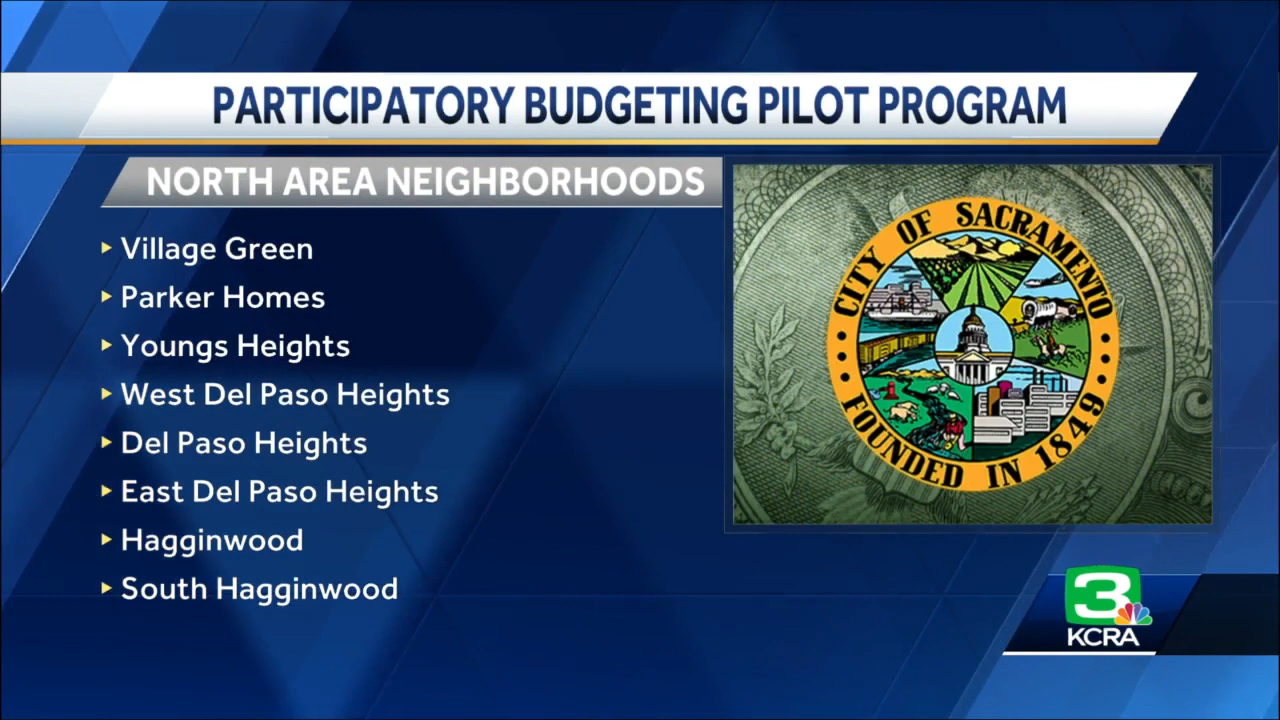 PARTICIPATORY BUDGETING PILOT PROGRAM
NORTH AREA NEIGHBORHOODS
Village Green
Parker Homes
Youngs Heights
West Del Paso Heights
Del Paso Heights
East Del Paso Heights
Hagginwood
South Hagginwood
CITY OF SACRAMENTO
FOUNDED IN 1849
3
KCRA